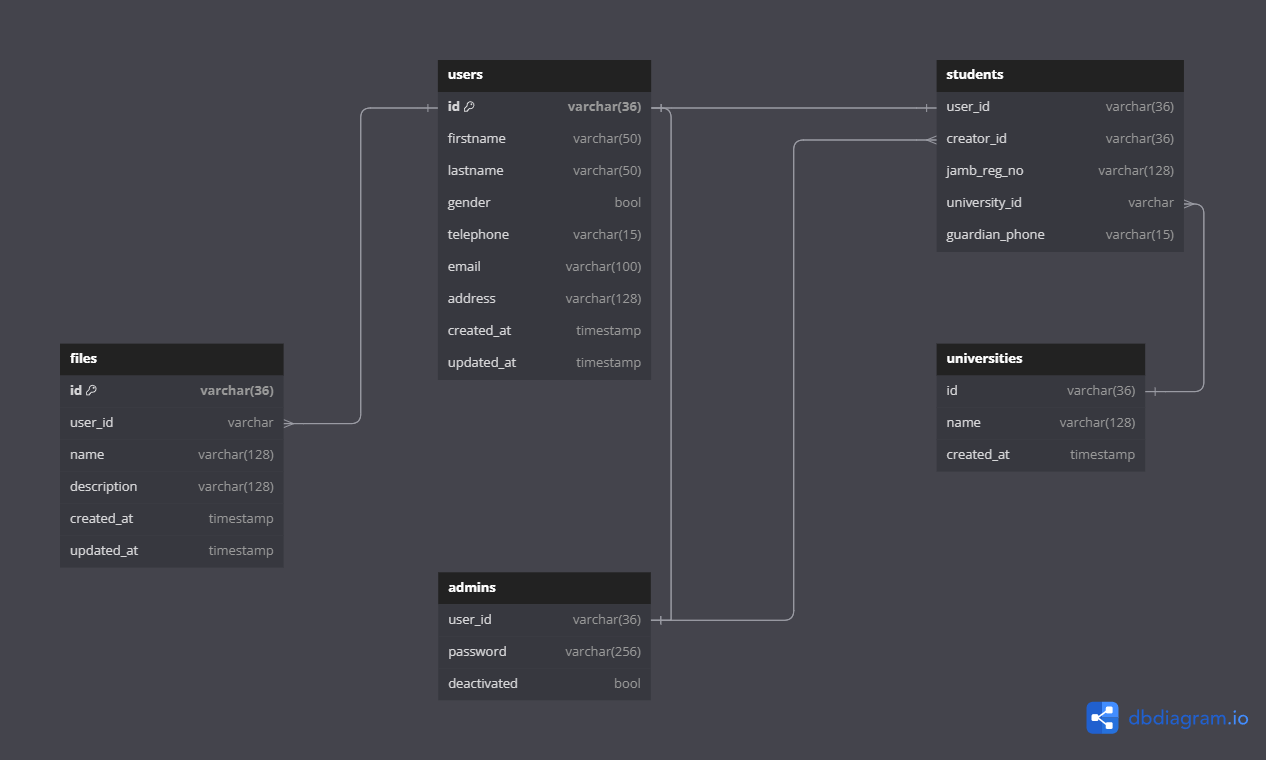 users
id varchar(36)
firstname varchar(50)
lastname varchar(50)
gender bool
telephone varchar(15)
email varchar(100)
address varchar(128)
created_at timestamp
updated_at timestamp
students
user_id varchar(36)
creator_id varchar(36)
jamb_reg_no varchar(128)
university_id varchar
guardian_phone varchar(15)
files
id varchar(36)
user_id varchar
name varchar(128)
description varchar(128)
created_at timestamp
updated_at timestamp
universities
id varchar(36)
name varchar(128)
created_at timestamp
admins
user_id varchar(36)
password varchar(256)
deactivated bool
dbdiagram.io